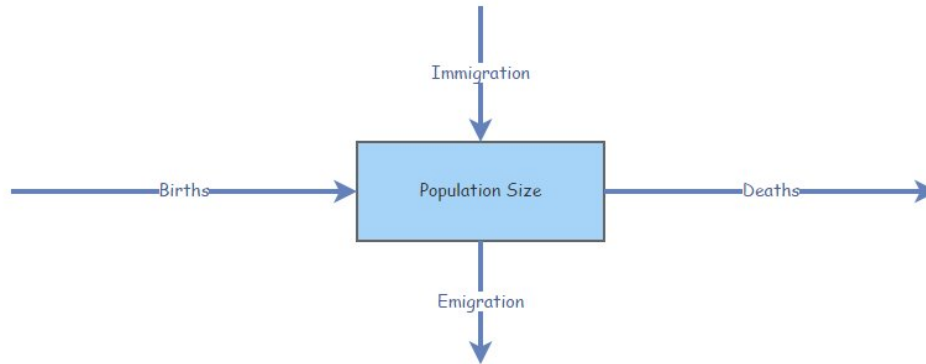 Immigration
Births
Population Size
Deaths
Emigration